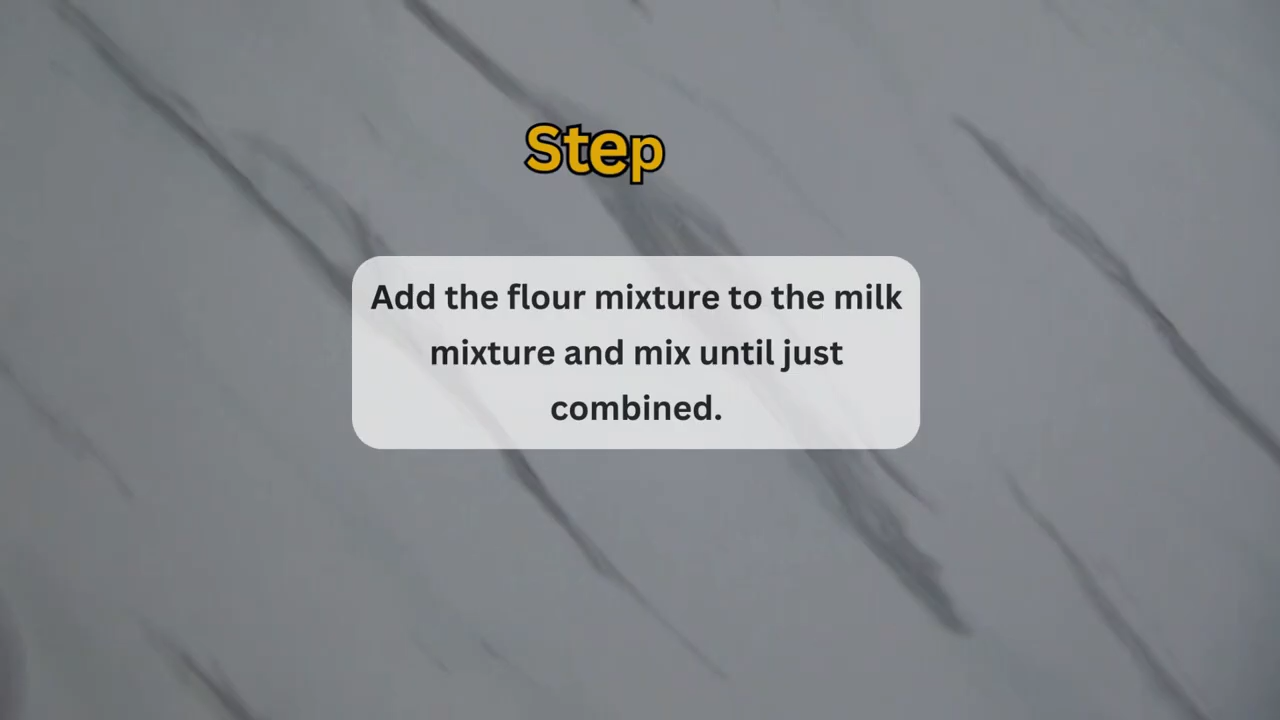 Step
Add the flour mixture to the milk
mixture and mix until just
combined.